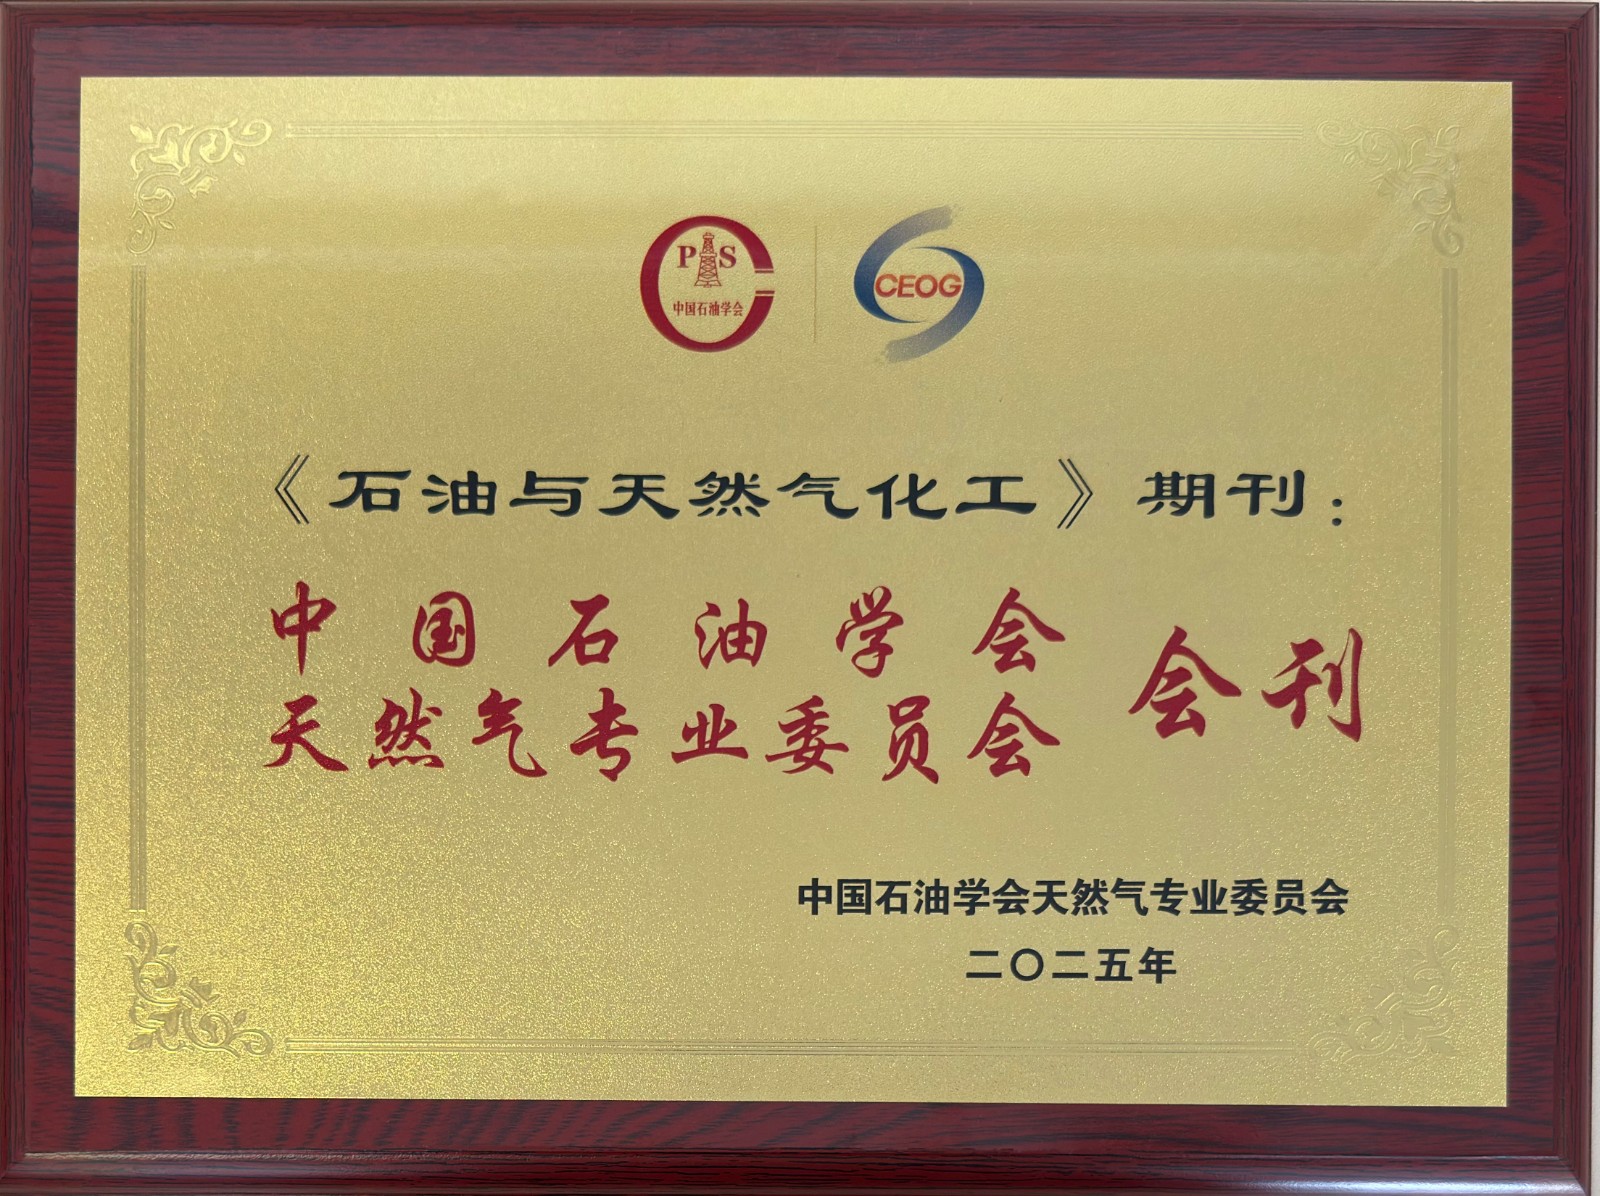 P S
中国石油学会
CEOG
《石油与天然气化工》期刊：
中国石油学会
天然气专业委员会
会刊
中国石油学会天然气专业委员会
二〇二五年